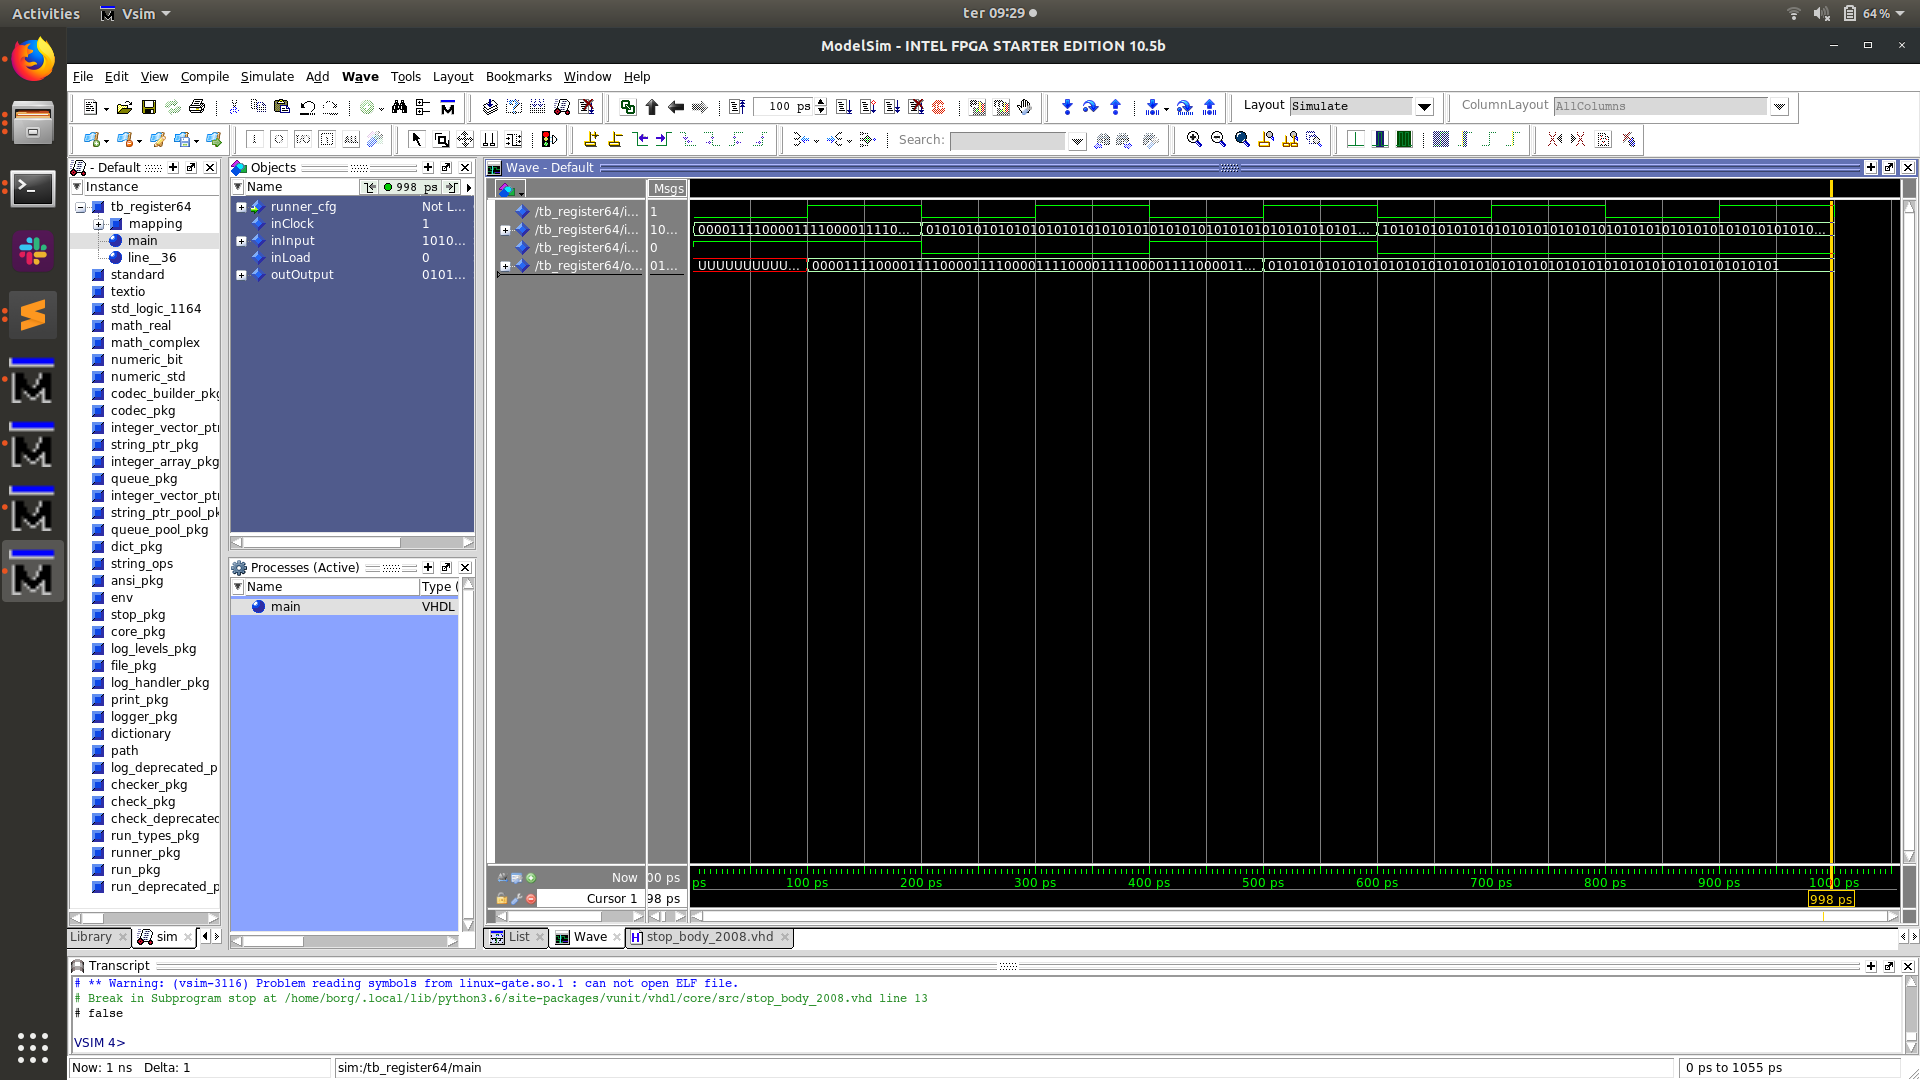 Activities Vsim ter 09:29 64%
ModelSim - INTEL FPGA STARTER EDITION 10.5b
File Edit View Compile Simulate Add Wave Tools Layout Bookmarks Window Help
100 ps Layout Simulate ColumnLayout AllColumns
Search:
- Default
Instance
tb_register64
mapping
main
line__36
standard
textio
std_logic_1164
math_real
math_complex
numeric_bit
numeric_std
codec_builder_pkg
codec_pkg
integer_vector_ptr
string_ptr_pkg
integer_array_pkg
queue_pkg
integer_vector_ptr
string_ptr_pool_pk
queue_pool_pkg
dict_pkg
string_ops
ansi_pkg
env
stop_pkg
core_pkg
log_levels_pkg
file_pkg
log_handler_pkg
print_pkg
logger_pkg
dictionary
path
log_deprecated_p
checker_pkg
check_pkg
check_deprecated
run_types_pkg
runner_pkg
run_pkg
run_deprecated_p
Library sim
Objects
Name 998 ps
runner_cfg Not L...
inClock 1
inInput 1010...
inLoad 0
outOutput 0101...
Processes (Active)
Name Type (
main VHDL
Wave - Default
Msgs
/tb_register64/i... 1
/tb_register64/i... 10...
/tb_register64/i... 0
/tb_register64/o... 01...
Now 00 ps
ps 100 ps 200 ps 300 ps 400 ps 500 ps 600 ps 700 ps 800 ps 900 ps 1000 ps
Cursor 1 98 ps
998 ps
List Wave stop_body_2008.vhd
Transcript
# ** Warning: (vsim-3116) Problem reading symbols from linux-gate.so.1 : can not open ELF file.
# Break in Subprogram stop at /home/borg/.local/lib/python3.6/site-packages/vunit/vhdl/core/src/stop_body_2008.vhd line 13
# false
VSIM 4>
Now: 1 ns Delta: 1 sim:/tb_register64/main 0 ps to 1055 ps